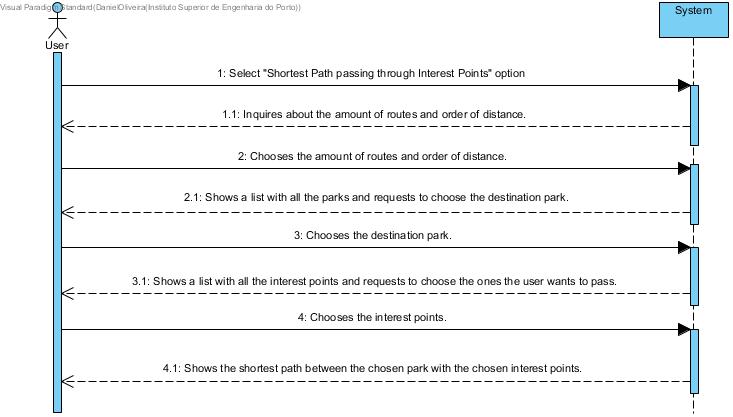 Visual Paradigm Standard(DanielOliveira(Instituto Superior de Engenharia do Porto))
System
User
1: Select "Shortest Path passing through Interest Points" option
1.1: Inquires about the amount of routes and order of distance.
2: Chooses the amount of routes and order of distance.
2.1: Shows a list with all the parks and requests to choose the destination park.
3: Chooses the destination park.
3.1: Shows a list with all the interest points and requests to choose the ones the user wants to pass.
4: Chooses the interest points.
4.1: Shows the shortest path between the chosen park with the chosen interest points.